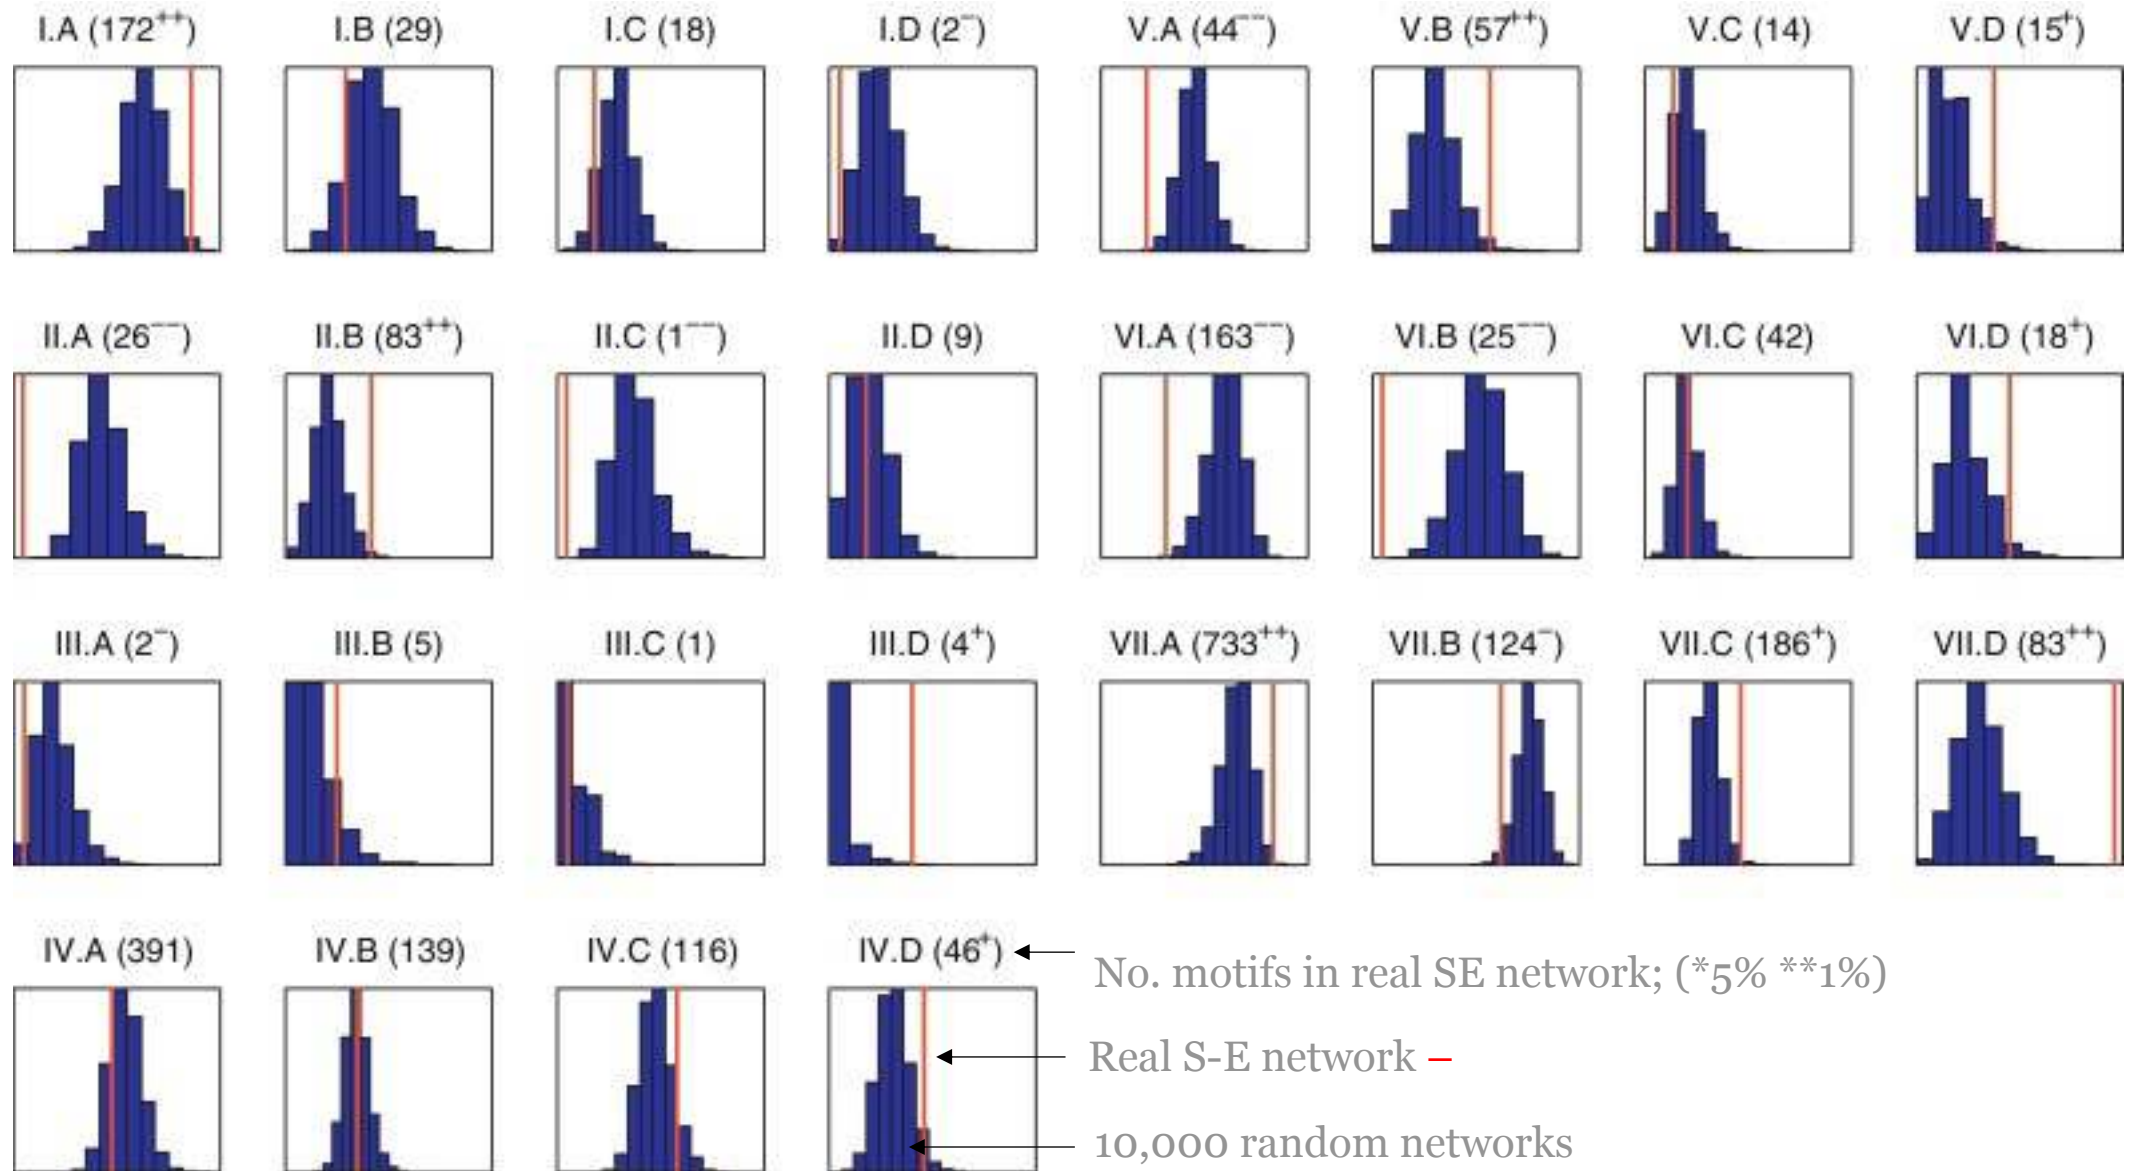 I.A (172⁺⁺) I.B (29) I.C (18) I.D (2⁻) V.A (44⁻⁻) V.B (57⁺⁺) V.C (14) V.D (15⁺)
II.A (26⁻⁻) II.B (83⁺⁺) II.C (1⁻⁻) II.D (9) VI.A (163⁻⁻) VI.B (25⁻⁻) VI.C (42) VI.D (18⁺)
III.A (2⁻) III.B (5) III.C (1) III.D (4⁺) VII.A (733⁺⁺) VII.B (124⁻) VII.C (186⁺) VII.D (83⁺⁺)
IV.A (391) IV.B (139) IV.C (116) IV.D (46⁺)
No. motifs in real SE network; (*5% **1%)
Real S-E network –
10,000 random networks